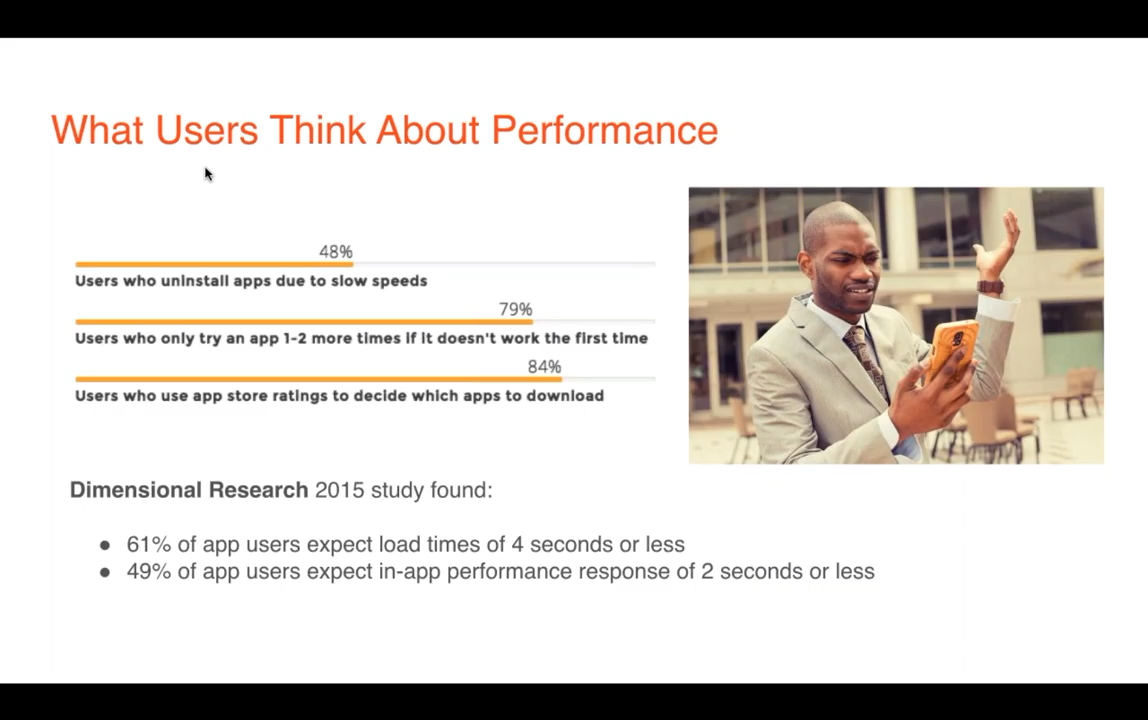 What Users Think About Performance
48%
Users who uninstall apps due to slow speeds
79%
Users who only try an app 1-2 more times if it doesn't work the first time
84%
Users who use app store ratings to decide which apps to download
Dimensional Research 2015 study found:
● 61% of app users expect load times of 4 seconds or less
● 49% of app users expect in-app performance response of 2 seconds or less